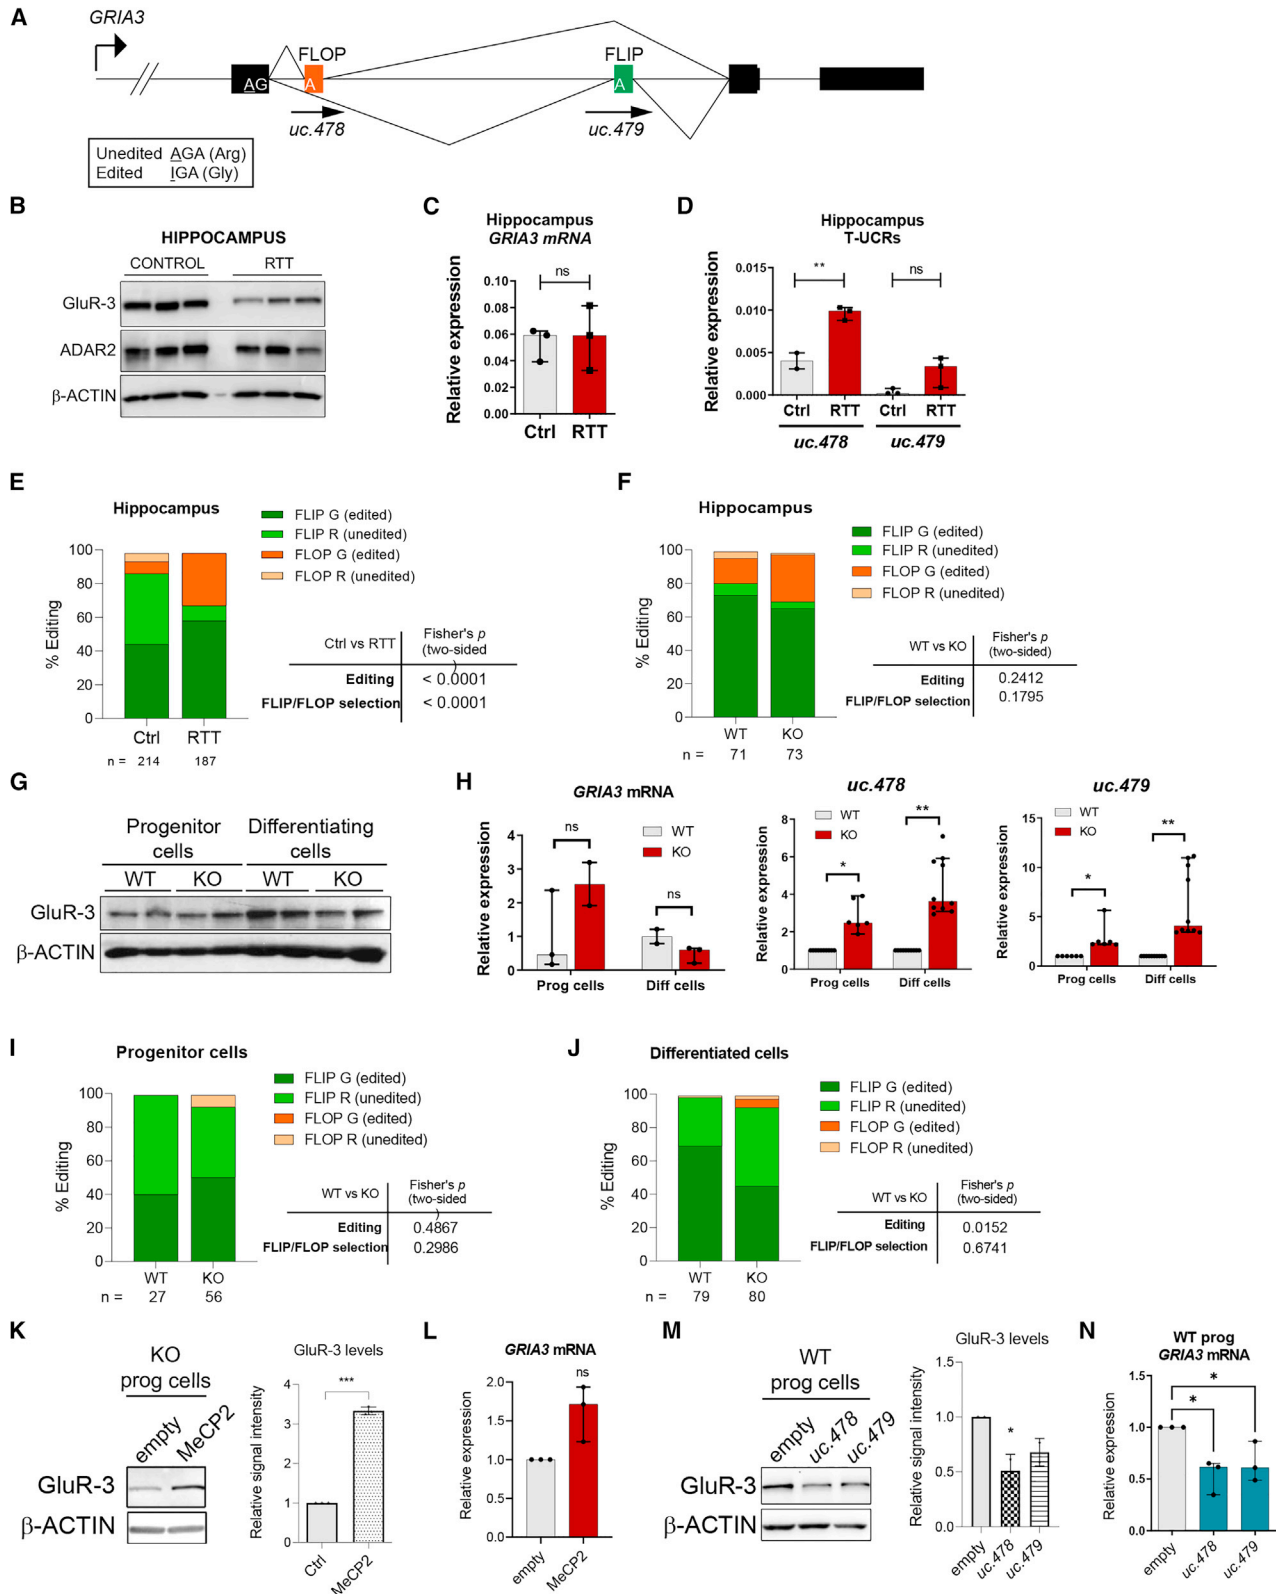 A
GRIA3
FLOP
FLIP
AG
A
A
uc.478
uc.479
Unedited AGA (Arg)
Edited IGA (Gly)
B
HIPPOCAMPUS
CONTROL RTT
GluR-3
ADAR2
β-ACTIN
C
Hippocampus
GRIA3 mRNA
ns
Relative expression
0.10
0.08
0.06
0.04
0.02
0.00
Ctrl RTT
D
Hippocampus
T-UCRs
** ns
Relative expression
0.015
0.010
0.005
0.000
Ctrl RTT Ctrl RTT
uc.478 uc.479
E
Hippocampus
FLIP G (edited)
FLIP R (unedited)
FLOP G (edited)
FLOP R (unedited)
% Editing
100
80
60
40
20
0
Ctrl RTT
n = 214 187
Ctrl vs RTT Fisher's p
(two-sided
)
Editing < 0.0001
FLIP/FLOP selection < 0.0001
F
Hippocampus
FLIP G (edited)
FLIP R (unedited)
FLOP G (edited)
FLOP R (unedited)
% Editing
100
80
60
40
20
0
WT KO
n = 71 73
WT vs KO Fisher's p
(two-sided)
Editing 0.2412
FLIP/FLOP selection 0.1795
G
Progenitor
cells
Differentiating
cells
WT KO WT KO
GluR-3
β-ACTIN
H
GRIA3 mRNA
WT
KO
ns
ns
Relative expression
4
3
2
1
0
Prog cells Diff cells
uc.478
WT
KO
*
**
Relative expression
8
6
4
2
0
Prog cells Diff cells
uc.479
WT
KO
*
**
Relative expression
15
10
5
0
Prog cells Diff cells
I
Progenitor cells
FLIP G (edited)
FLIP R (unedited)
FLOP G (edited)
FLOP R (unedited)
% Editing
100
80
60
40
20
0
WT KO
n = 27 56
WT vs KO Fisher's p
(two-sided
)
Editing 0.4867
FLIP/FLOP selection 0.2986
J
Differentiated cells
FLIP G (edited)
FLIP R (unedited)
FLOP G (edited)
FLOP R (unedited)
% Editing
100
80
60
40
20
0
WT KO
n = 79 80
WT vs KO Fisher's p
(two-sided)
Editing 0.0152
FLIP/FLOP selection 0.6741
K
KO
prog cells
empty
MeCP2
GluR-3
β-ACTIN
GluR-3 levels
***
Relative signal intensity
4
3
2
1
0
Ctrl
MeCP2
L
GRIA3 mRNA
ns
Relative expression
2.0
1.5
1.0
0.5
0.0
empty
MeCP2
M
WT
prog cells
empty
uc.478
uc.479
GluR-3
β-ACTIN
GluR-3 levels
*
Relative signal intensity
1.5
1.0
0.5
0.0
empty
uc.478
uc.479
N
WT prog
GRIA3 mRNA
*
*
Relative expression
1.5
1.0
0.5
0.0
empty
uc.478
uc.479